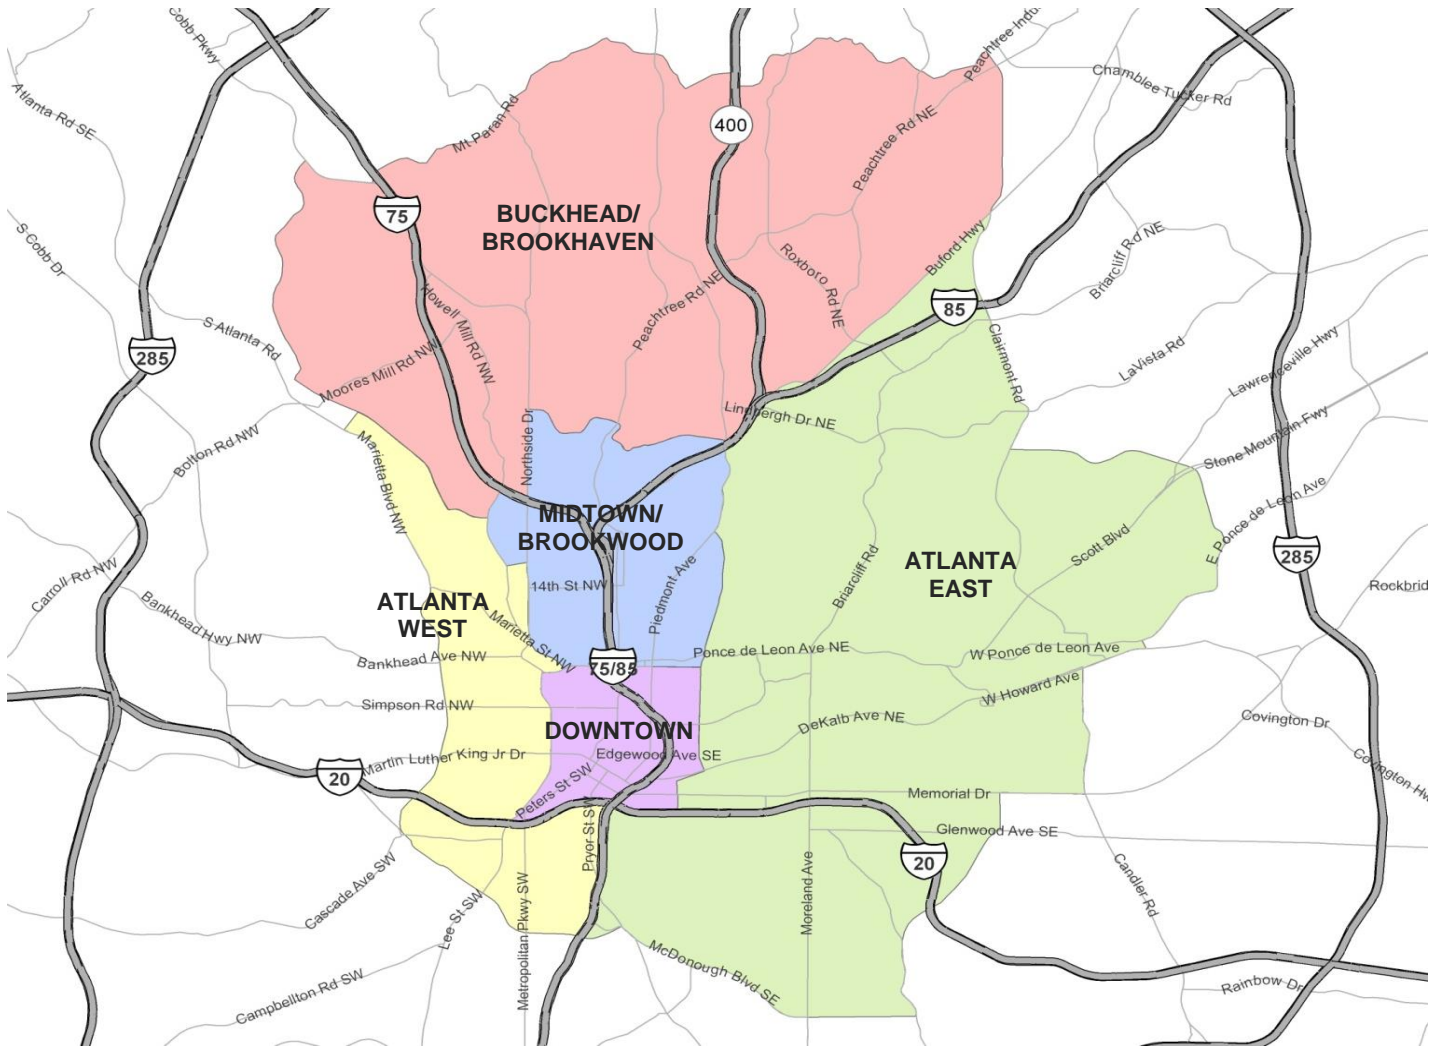 Cobb Pkwy
Peachtree Indu
Atlanta Rd SE
Chamblee Tucker Rd
Mt Paran Rd
400
Peachtree Rd NE
75
BUCKHEAD/
BROOKHAVEN
S Cobb Dr
Buford Hwy
Briarcliff Rd NE
Roxboro Rd NE
Peachtree Rd NE
Howell Mill Rd NW
85
S Atlanta Rd
285
Clairmont Rd
LaVista Rd
Lawrenceville Hwy
Moores Mill Rd NW
Lindbergh Dr NE
Northside Dr
Bolton Rd NW
Marietta Blvd NW
Stone Mountain Fwy
E Ponce de Leon Ave
MIDTOWN/
BROOKWOOD
Scott Blvd
285
Carroll Rd NW
14th St NW
Piedmont Ave
Briarcliff Rd
ATLANTA
EAST
Rockbrid
ATLANTA
WEST
Bankhead Hwy NW
Marietta St NW
Bankhead Ave NW
75/85
Ponce de Leon Ave NE
W Ponce de Leon Ave
W Howard Ave
Simpson Rd NW
DOWNTOWN
DeKalb Ave NE
Covington Dr
Edgewood Ave SE
Martin Luther King Jr Dr
20
Covington Hw
Peters St SW
Memorial Dr
Pryor St SW
Glenwood Ave SE
20
Cascade Ave SW
Lee St SW
Metropolitan Pkwy SW
Moreland Ave
Candler Rd
McDonough Blvd SE
Campbellton Rd SW
Rainbow Dr